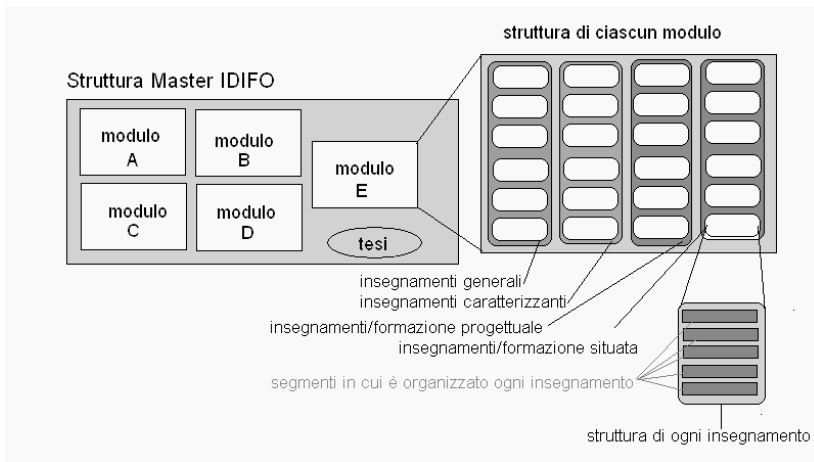 struttura di ciascun modulo
Struttura Master IDIFO
modulo
A
modulo
B
modulo
E
modulo
C
modulo
D
tesi
insegnamenti generali
insegnamenti caratterizzanti
insegnamenti/formazione progettuale
insegnamenti/formazione situata
segmenti in cui è organizzato ogni insegnamento
struttura di ogni insegnamento